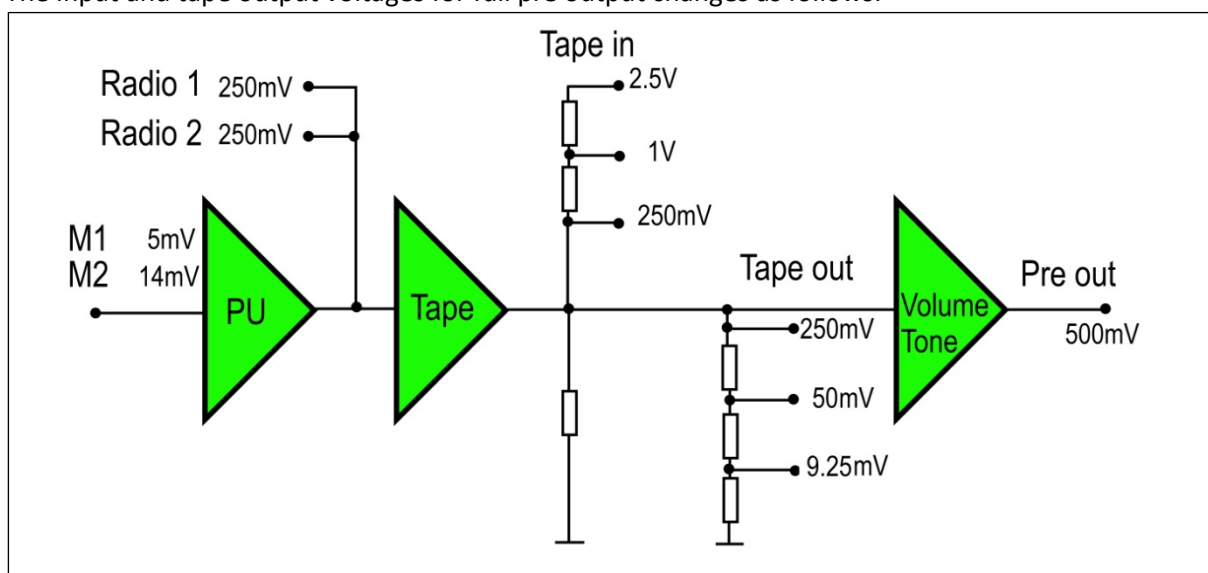 The input and tape output voltages for full pre output changes as follows:
Tape in
Radio 1 250mV
2.5V
Radio 2 250mV
1V
250mV
M1 5mV
M2 14mV
PU
Tape
Tape out
Volume
Tone
Pre out
250mV
500mV
50mV
9.25mV